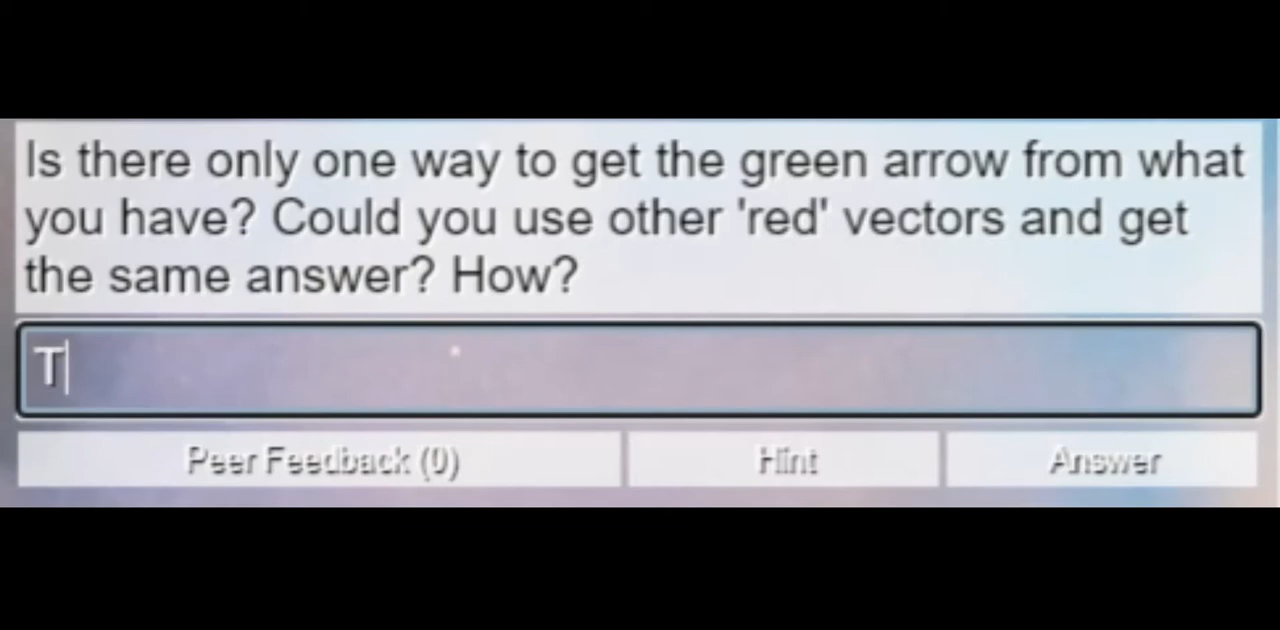 Is there only one way to get the green arrow from what
you have? Could you use other 'red' vectors and get
the same answer? How?
T
Peer Feedback (0)
Hint
Answer